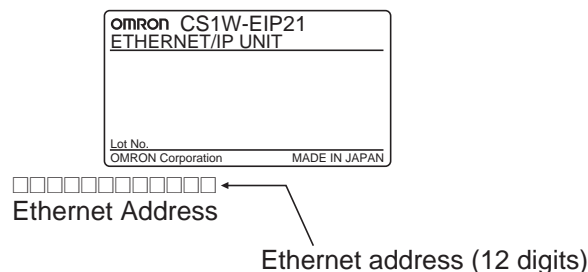 OMRON CS1W-EIP21
ETHERNET/IP UNIT
Lot No.
OMRON Corporation MADE IN JAPAN
□□□□□□□□□□□□
Ethernet Address
Ethernet address (12 digits)